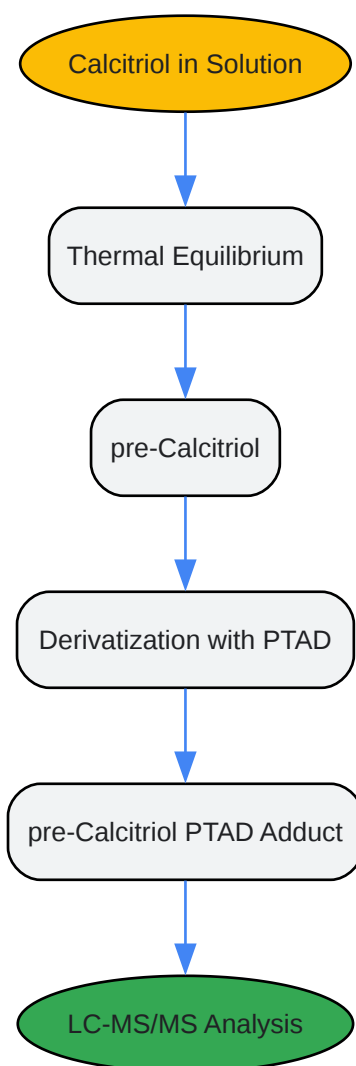 Calcitriol in Solution
Thermal Equilibrium
pre-Calcitriol
Derivatization with PTAD
pre-Calcitriol PTAD Adduct
LC-MS/MS Analysis